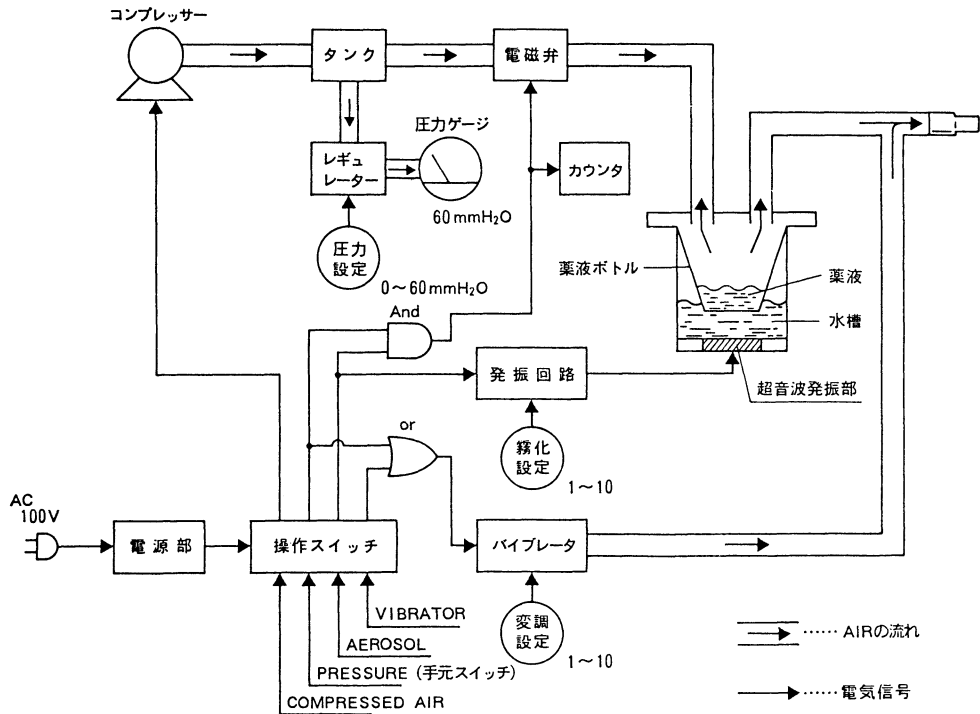 コンプレッサー
タンク
電磁弁
レギュ
レーター
圧力ゲージ
60mmH₂O
カウンタ
圧力
設定
0～60mmH₂O
薬液ボトル
薬液
水槽
超音波発振部
And
発振回路
霧化
設定
1～10
or
AC
100V
電源部
操作スイッチ
バイブレータ
変調
設定
1～10
VIBRATOR
AEROSOL
PRESSURE (手元スイッチ)
COMPRESSED AIR
…… AIRの流れ
…… 電気信号